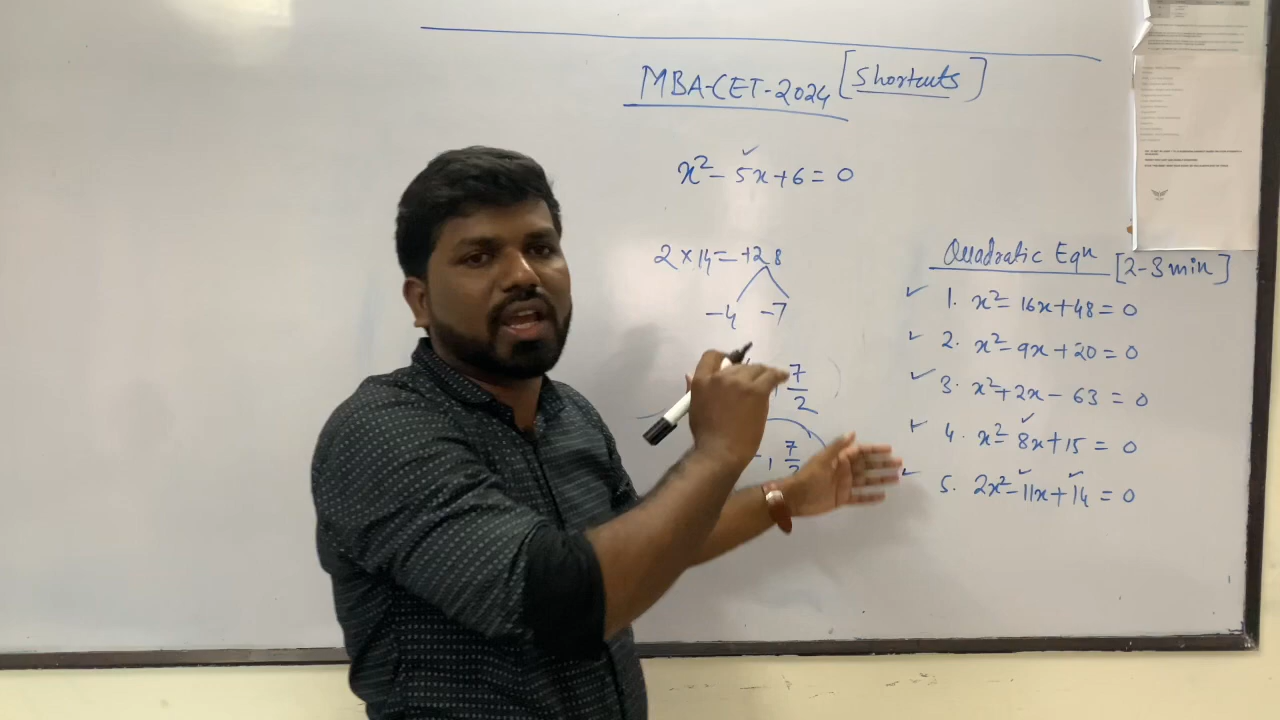 MBA-CET-2024 [Shortcuts]
x² - 5x + 6 = 0
2 × 14 = +28
-4 -7
7/2
7/2
Quadratic Eqn [2-3 min]
1. x² - 16x + 48 = 0
2. x² - 9x + 20 = 0
3. x² + 2x - 63 = 0
4. x² - 8x + 15 = 0
5. 2x² - 11x + 14 = 0